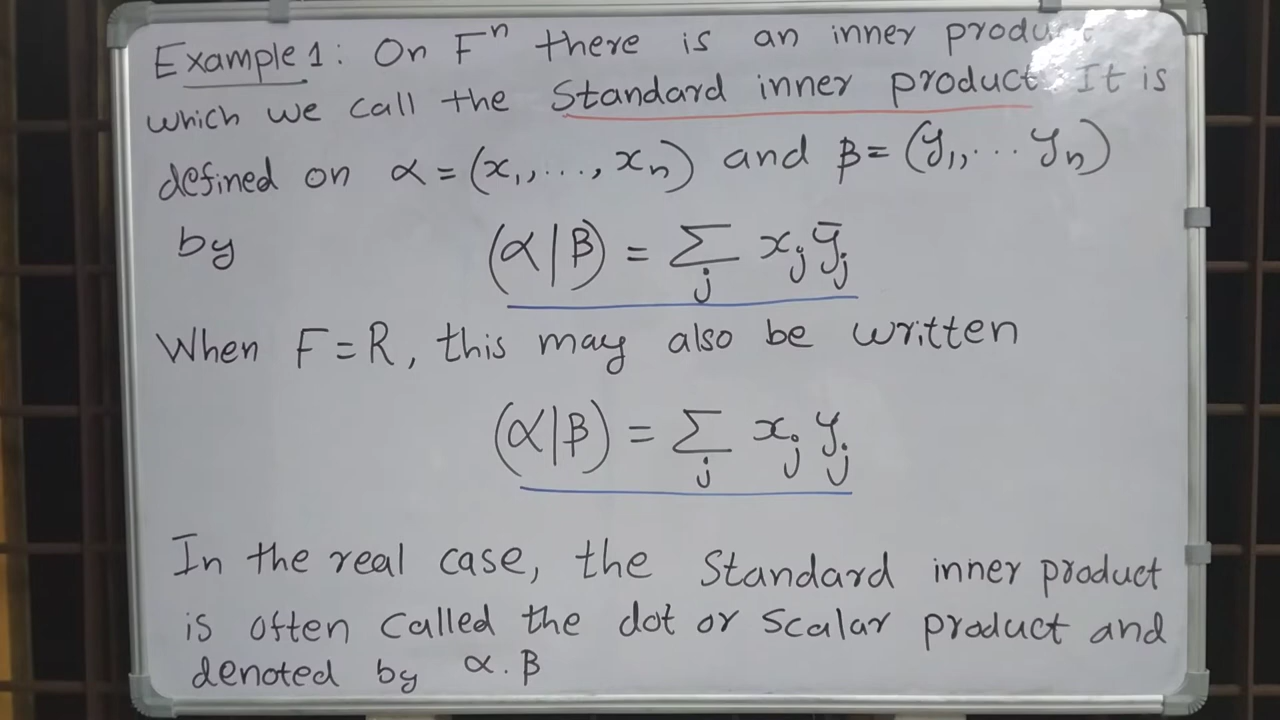 Example 1: On Fⁿ there is an inner produc
which we call the Standard inner product. It is
defined on α = (x₁, ..., xₙ) and β = (y₁, ... yₙ)
by (α|β) = Σⱼ xⱼ ȳⱼ
When F = R, this may also be written
(α|β) = Σⱼ xⱼ yⱼ
In the real case, the Standard inner product
is often called the dot or Scalar product and
denoted by α . β